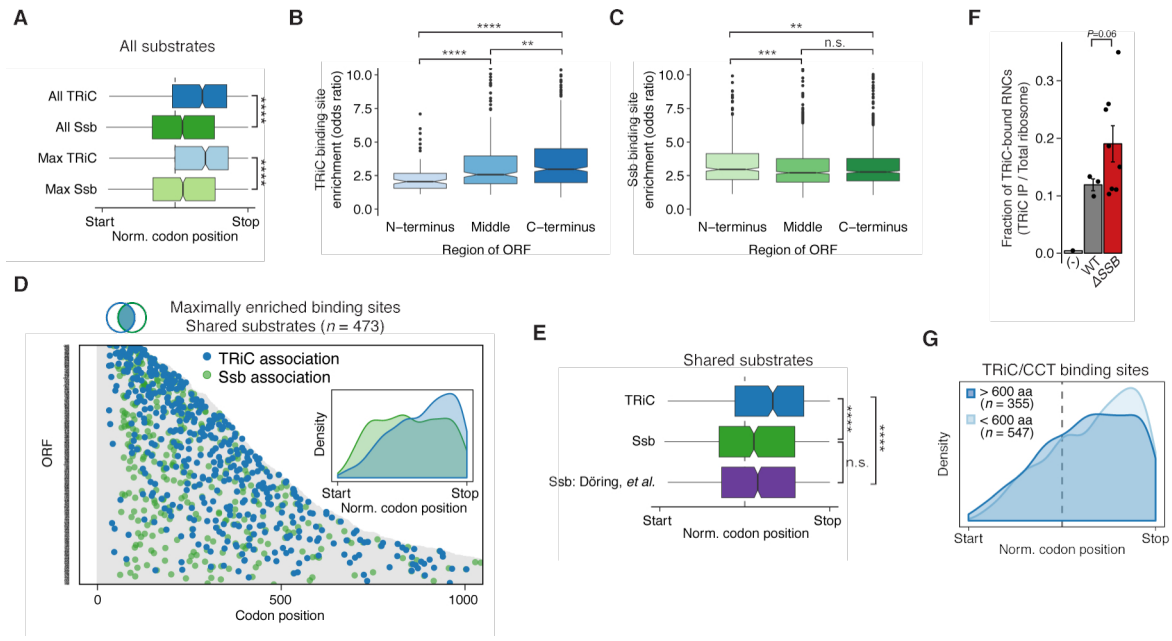 A
All substrates
All TRiC
All Ssb
Max TRiC
Max Ssb
****
****
Start
Stop
Norm. codon position
B
****
****
**
TRiC binding site
enrichment (odds ratio)
10.0
7.5
5.0
2.5
0.0
N−terminus
Middle
C−terminus
Region of ORF
C
**
***
n.s.
Ssb binding site
enrichment (odds ratio)
10.0
7.5
5.0
2.5
0.0
N−terminus
Middle
C−terminus
Region of ORF
F
P=0.06
Fraction of TRiC-bound RNCs
(TRiC IP / Total ribosome)
0.3
0.2
0.1
0.0
(-)
WT
ΔSSB
D
Maximally enriched binding sites
Shared substrates (n = 473)
TRiC association
Ssb association
ORF
Density
Start
Stop
Norm. codon position
0
500
1000
Codon position
E
Shared substrates
TRiC
Ssb
Ssb: Döring, et al.
****
n.s.
****
Start
Stop
Norm. codon position
G
TRiC/CCT binding sites
> 600 aa
(n = 355)
< 600 aa
(n = 547)
Density
Start
Stop
Norm. codon position